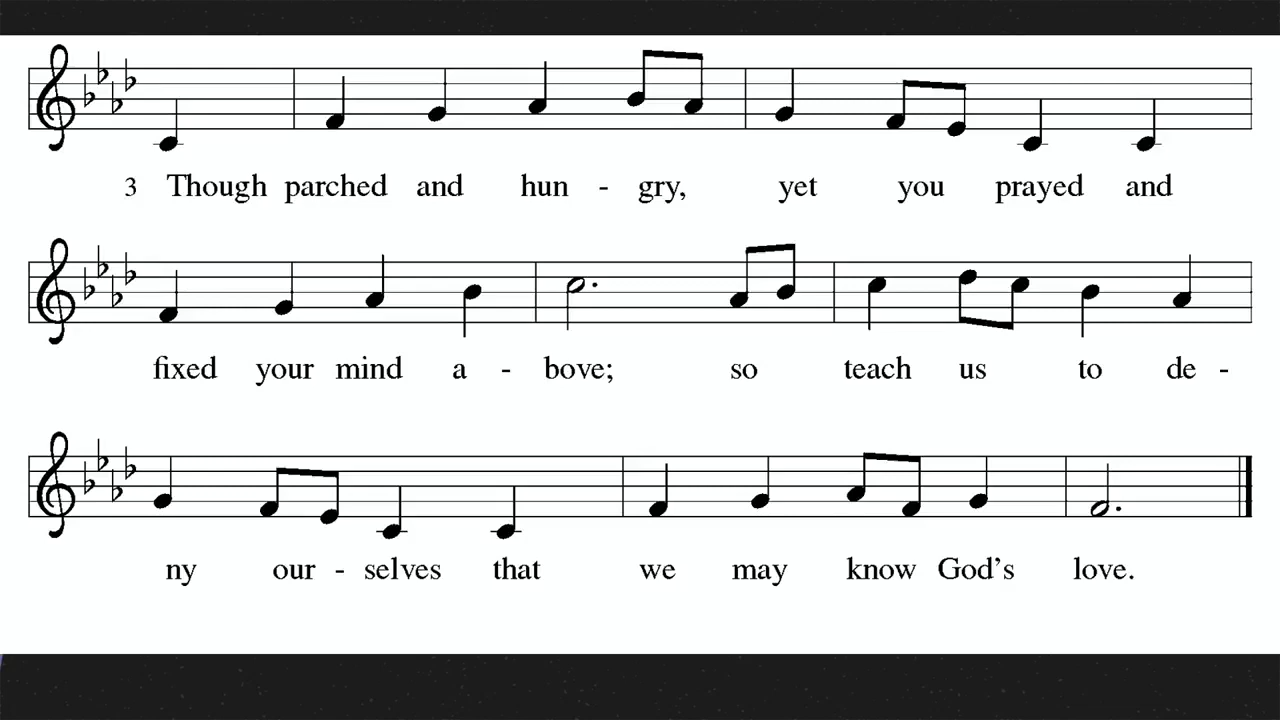 3 Though parched and hun - gry, yet you prayed and
fixed your mind a - bove; so teach us to de -
ny our - selves that we may know God's love.